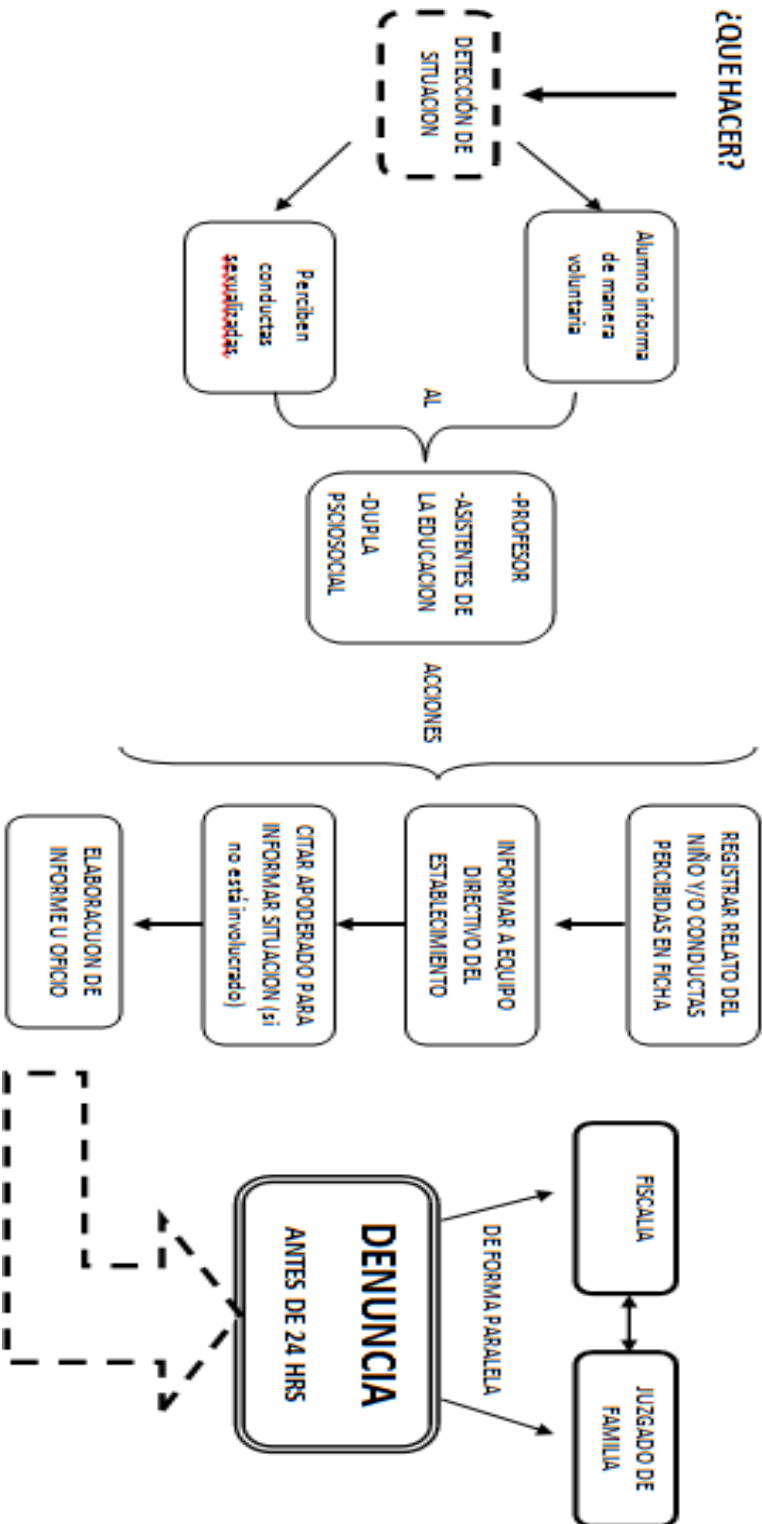 ¿QUE HACER?
DETECCIÓN DE
SITUACION
Alumno informa
de manera
voluntaria
Perciben
conductas
sexualizadas.
AL
-PROFESOR
-ASISTENTES DE
LA EDUCACION
-DUPLA
PSCIOSOCIAL
ACCIONES
REGISTRAR RELATO DEL
NIÑO Y/O CONDUCTAS
PERCIBIDAS EN FICHA
INFORMAR A EQUIPO
DIRECTIVO DEL
ESTABLECIMIENTO
CITAR APODERADO PARA
INFORMAR SITUACION (si
no está involucrado)
ELABORACUON DE
INFORME U OFICIO
DENUNCIA
ANTES DE 24 HRS
DE FORMA PARALELA
FISCALIA
JUZGADO DE
FAMILIA